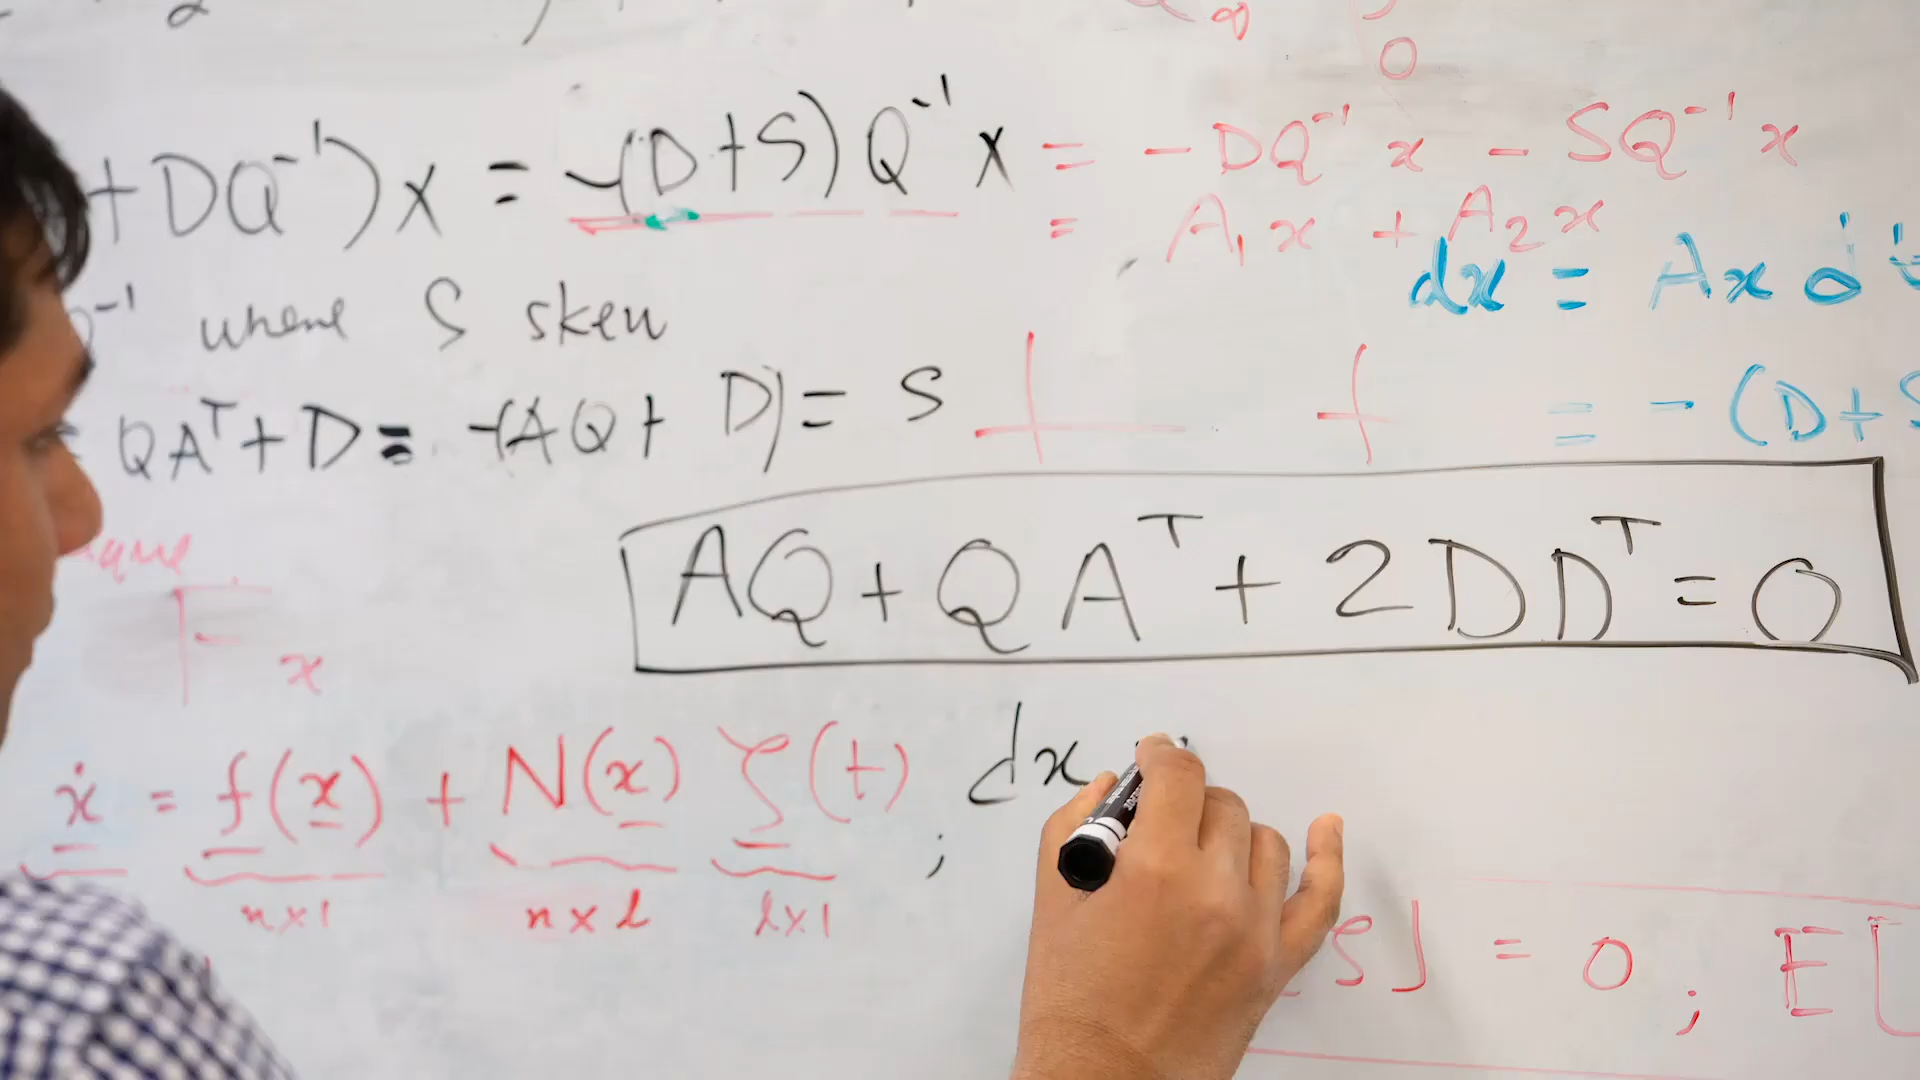 + DQ⁻¹)x = -(D+S)Q⁻¹x = -DQ⁻¹x - SQ⁻¹x
= A₁x + A₂x
dx = Ax
⁻¹ where S skew
QAᵀ + D = -(AQ + D) = S
= -(D+S
AQ + QAᵀ + 2DDᵀ = 0
F
x
ẋ = f(x) + N(x) ζ(t) ; dx
n×1 n×l l×1
ζ] = 0 ; E[